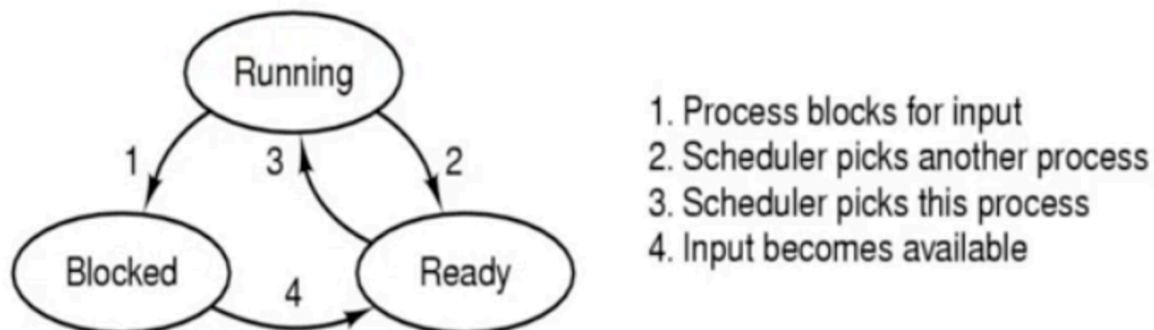 Running
1
3
2
Blocked
4
Ready
1. Process blocks for input
2. Scheduler picks another process
3. Scheduler picks this process
4. Input becomes available